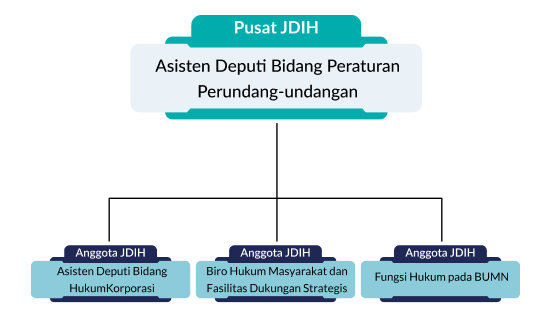 Pusat JDIH
Asisten Deputi Bidang Peraturan
Perundang-undangan
Anggota JDIH
Asisten Deputi Bidang
HukumKorporasi
Anggota JDIH
Biro Hukum Masyarakat dan
Fasilitas Dukungan Strategis
Anggota JDIH
Fungsi Hukum pada BUMN